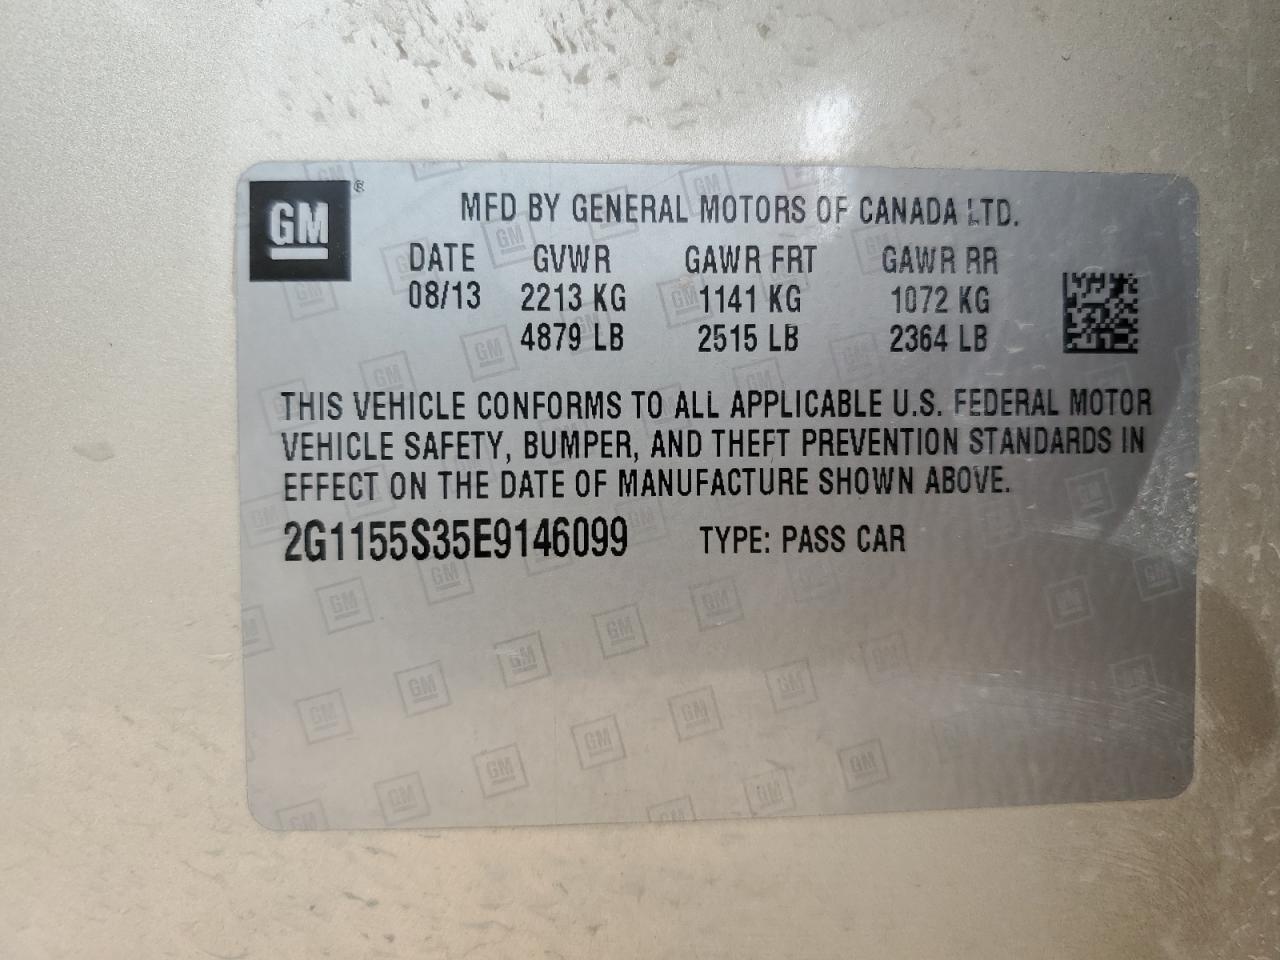 GM ®
MFD BY GENERAL MOTORS OF CANADA LTD.
DATE GVWR GAWR FRT GAWR RR
08/13 2213 KG 1141 KG 1072 KG
4879 LB 2515 LB 2364 LB
THIS VEHICLE CONFORMS TO ALL APPLICABLE U.S. FEDERAL MOTOR
VEHICLE SAFETY, BUMPER, AND THEFT PREVENTION STANDARDS IN
EFFECT ON THE DATE OF MANUFACTURE SHOWN ABOVE.
2G1155S35E9146099 TYPE: PASS CAR